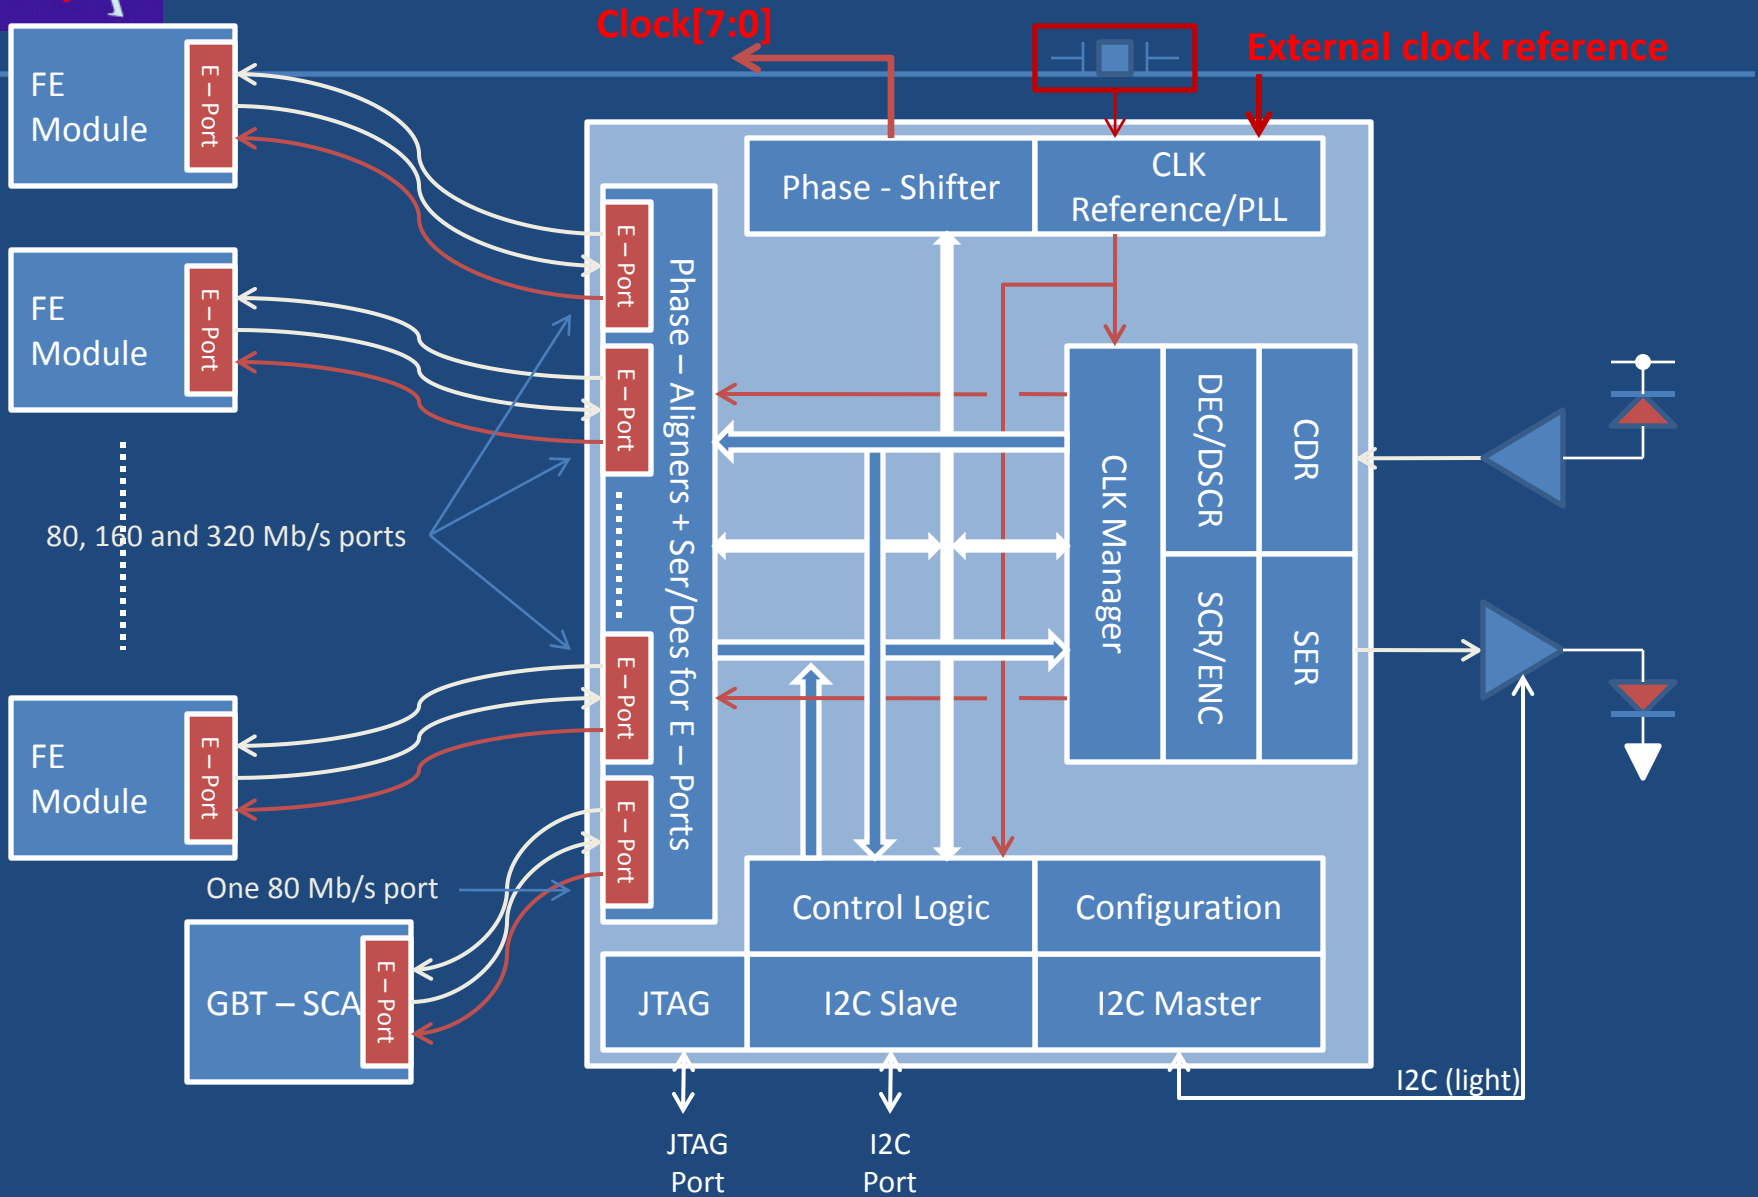 Clock[7:0]
External clock reference
FE
Module
E – Port
FE
Module
E – Port
80, 160 and 320 Mb/s ports
FE
Module
E – Port
One 80 Mb/s port
GBT – SCA
E – Port
E – Port
E – Port
E – Port
E – Port
Phase – Aligners + Ser/Des for E – Ports
Phase - Shifter
CLK
Reference/PLL
CLK Manager
DEC/DSCR
CDR
SCR/ENC
SER
Control Logic
Configuration
JTAG
I2C Slave
I2C Master
I2C (light)
JTAG
Port
I2C
Port